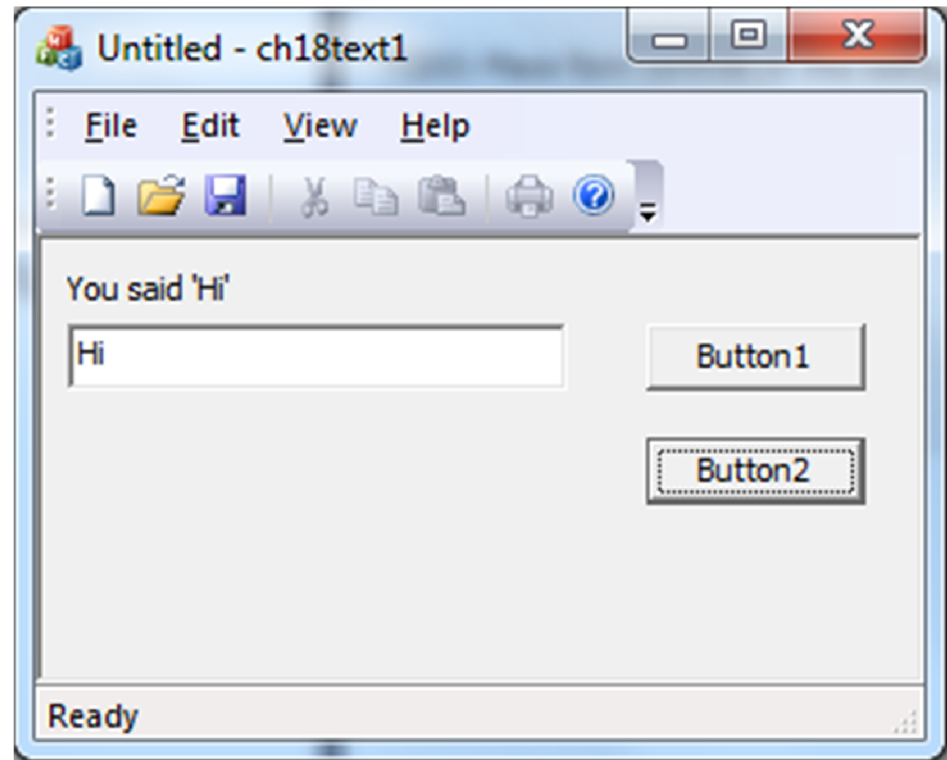 Untitled - ch18text1
File Edit View Help
You said 'Hi'
Hi
Button1
Button2
Ready